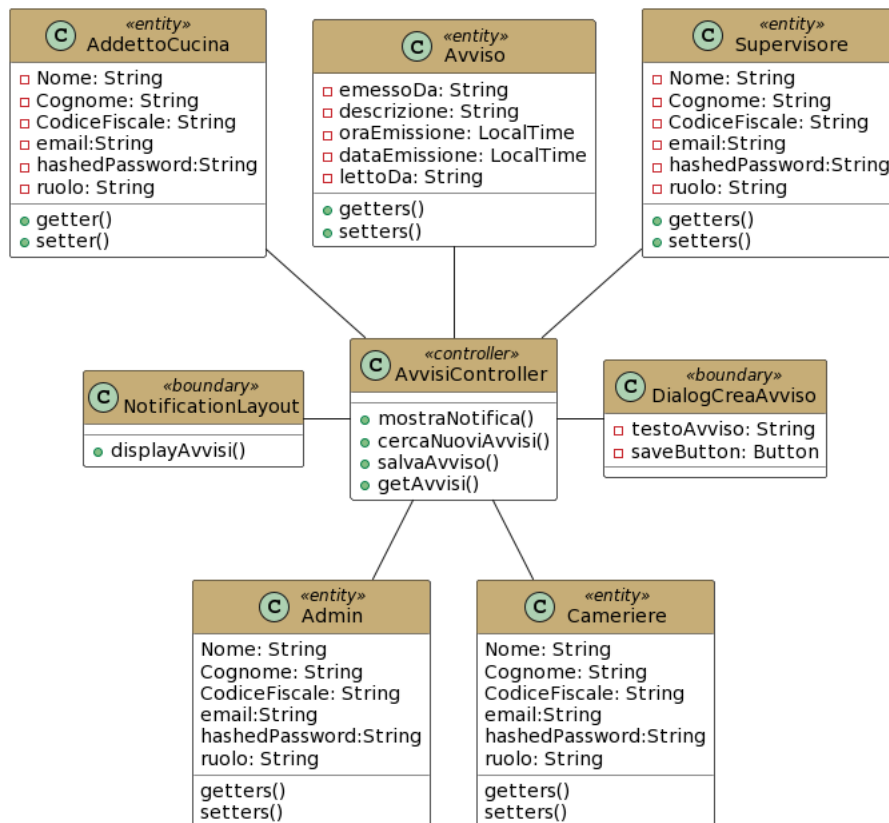 «entity»
C AddettoCucina
Nome: String
Cognome: String
CodiceFiscale: String
email:String
hashedPassword:String
ruolo: String
getter()
setter()
«entity»
C Avviso
emessoDa: String
descrizione: String
oraEmissione: LocalTime
dataEmissione: LocalTime
lettoDa: String
getters()
setters()
«entity»
C Supervisore
Nome: String
Cognome: String
CodiceFiscale: String
email:String
hashedPassword:String
ruolo: String
getters()
setters()
«boundary»
C NotificationLayout
displayAvvisi()
«controller»
C AvvisiController
mostraNotifica()
cercaNuoviAvvisi()
salvaAvviso()
getAvvisi()
«boundary»
C DialogCreaAvviso
testoAvviso: String
saveButton: Button
«entity»
C Admin
Nome: String
Cognome: String
CodiceFiscale: String
email:String
hashedPassword:String
ruolo: String
getters()
setters()
«entity»
C Cameriere
Nome: String
Cognome: String
CodiceFiscale: String
email:String
hashedPassword:String
ruolo: String
getters()
setters()